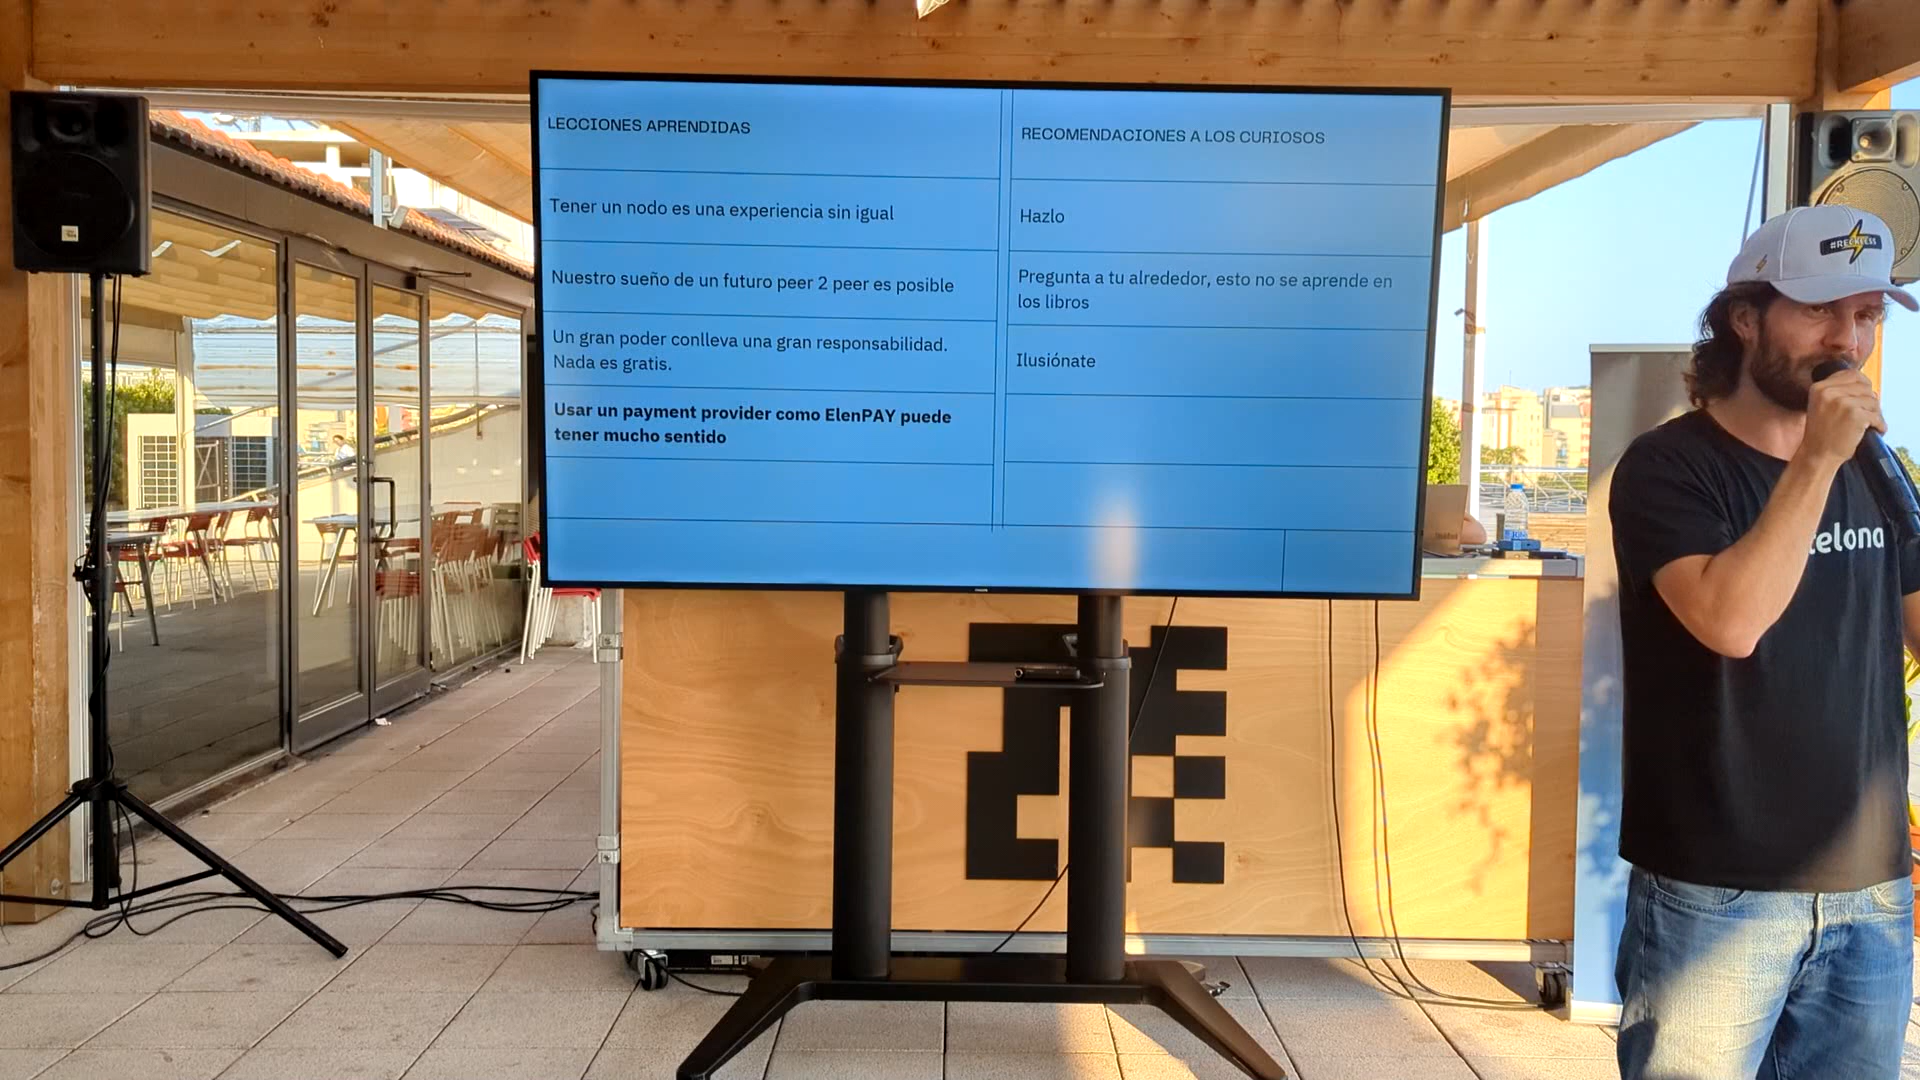 LECCIONES APRENDIDAS
Tener un nodo es una experiencia sin igual
Nuestro sueño de un futuro peer 2 peer es posible
Un gran poder conlleva una gran responsabilidad.
Nada es gratis.
Usar un payment provider como ElenPAY puede
tener mucho sentido
RECOMENDACIONES A LOS CURIOSOS
Hazlo
Pregunta a tu alrededor, esto no se aprende en
los libros
Ilusiónate
#RECKLESS
celona